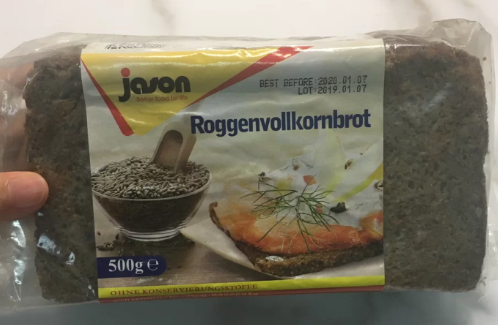 jason
BEST BEFORE 2020.01.07
LOT 2019.01.07
Roggenvollkornbrot
500g e
OHNE KONSERVIERUNGSSTOFFE